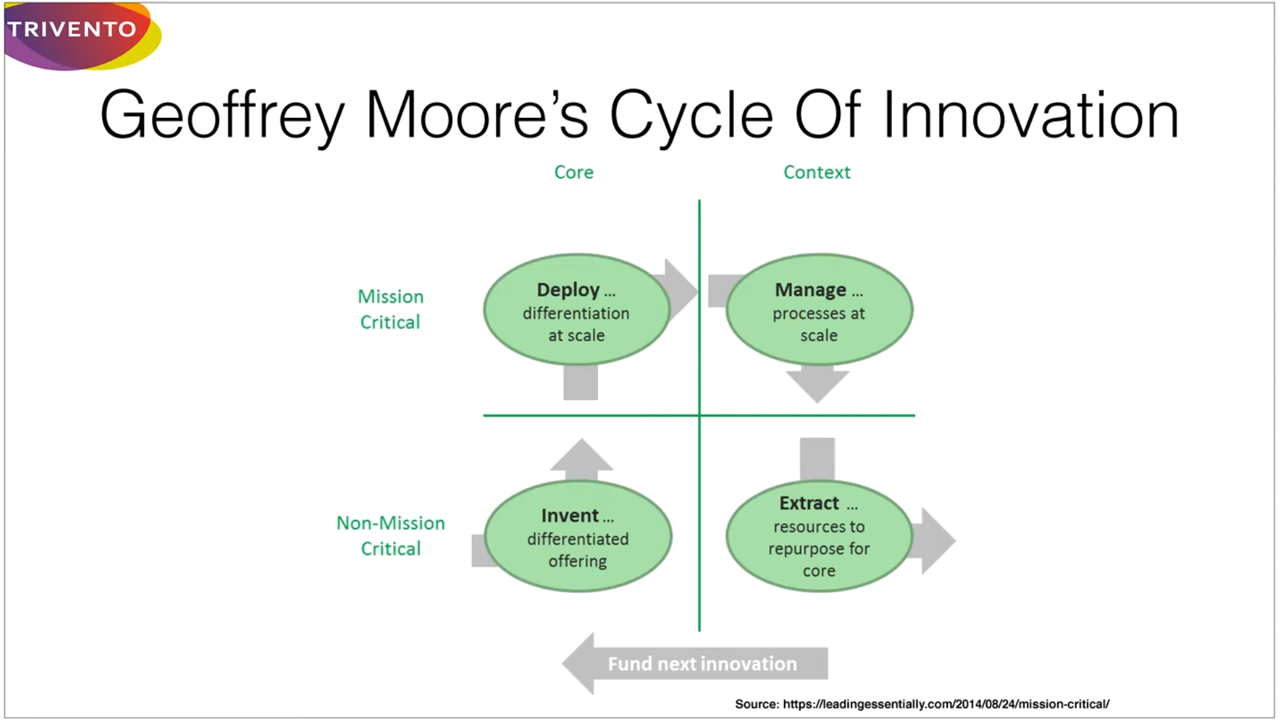 TRIVENTO
Geoffrey Moore’s Cycle Of Innovation
Core
Context
Mission
Critical
Deploy ...
differentiation
at scale
Manage ...
processes at
scale
Non-Mission
Critical
Invent ...
differentiated
offering
Extract ...
resources to
repurpose for
core
Fund next innovation
Source: https://leadingessentially.com/2014/08/24/mission-critical/